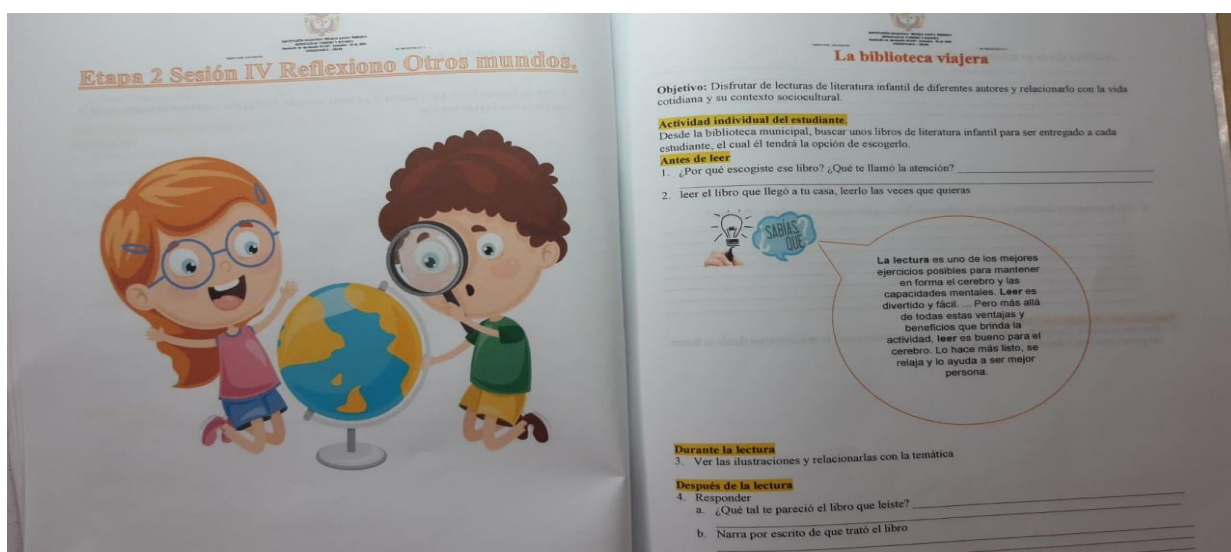 Etapa 2 Sesión IV Reflexiono Otros mundos.
La biblioteca viajera
Objetivo: Disfrutar de lecturas de literatura infantil de diferentes autores y relacionarlo con la vida
cotidiana y su contexto sociocultural.
Actividad individual del estudiante.
Desde la biblioteca municipal, buscar unos libros de literatura infantil para ser entregado a cada
estudiante, el cual él tendrá la opción de escogerlo.
Antes de leer
1. ¿Por qué escogiste ese libro? ¿Qué te llamó la atención?
2. leer el libro que llegó a tu casa, leerlo las veces que quieras
SABÍAS
QUE
La lectura es uno de los mejores
ejercicios posibles para mantener
en forma el cerebro y las
capacidades mentales. Leer es
divertido y fácil. ... Pero más allá
de todas estas ventajas y
beneficios que brinda la
actividad, leer es bueno para el
cerebro. Lo hace más listo, se
relaja y lo ayuda a ser mejor
persona.
Durante la lectura
3. Ver las ilustraciones y relacionarlas con la temática
Después de la lectura
4. Responder
a. ¿Qué tal te pareció el libro que leíste?
b. Narra por escrito de que trató el libro